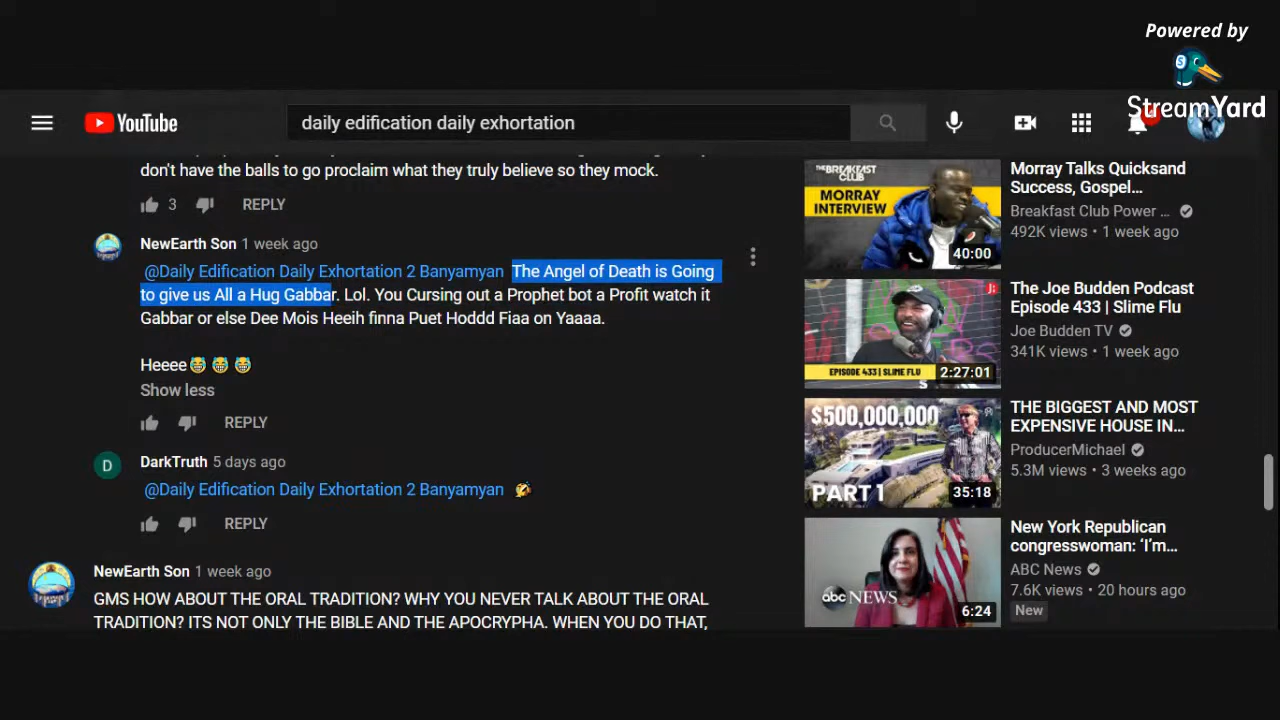 Powered by
StreamYard
YouTube
daily edification daily exhortation
don't have the balls to go proclaim what they truly believe so they mock.
3 REPLY
NewEarth Son 1 week ago
@Daily Edification Daily Exhortation 2 Banyamyan The Angel of Death is Going
to give us All a Hug Gabbar. Lol. You Cursing out a Prophet bot a Profit watch it
Gabbar or else Dee Mois Heeih finna Puet Hoddd Fiaa on Yaaaa.
Heeee😹😹😹
Show less
REPLY
D
DarkTruth 5 days ago
@Daily Edification Daily Exhortation 2 Banyamyan 🤣
REPLY
NewEarth Son 1 week ago
GMS HOW ABOUT THE ORAL TRADITION? WHY YOU NEVER TALK ABOUT THE ORAL
TRADITION? ITS NOT ONLY THE BIBLE AND THE APOCRYPHA. WHEN YOU DO THAT,
THE BREAKFAST
CLUB
MORRAY
INTERVIEW
40:00
Morray Talks Quicksand
Success, Gospel...
Breakfast Club Power ...
492K views • 1 week ago
EPISODE 433 | SLIME FLU
2:27:01
The Joe Budden Podcast
Episode 433 | Slime Flu
Joe Budden TV
341K views • 1 week ago
$500,000,000
PART 1
35:18
THE BIGGEST AND MOST
EXPENSIVE HOUSE IN...
ProducerMichael
5.3M views • 3 weeks ago
abc NEWS
6:24
New York Republican
congresswoman: ‘I’m...
ABC News
7.6K views • 20 hours ago
New